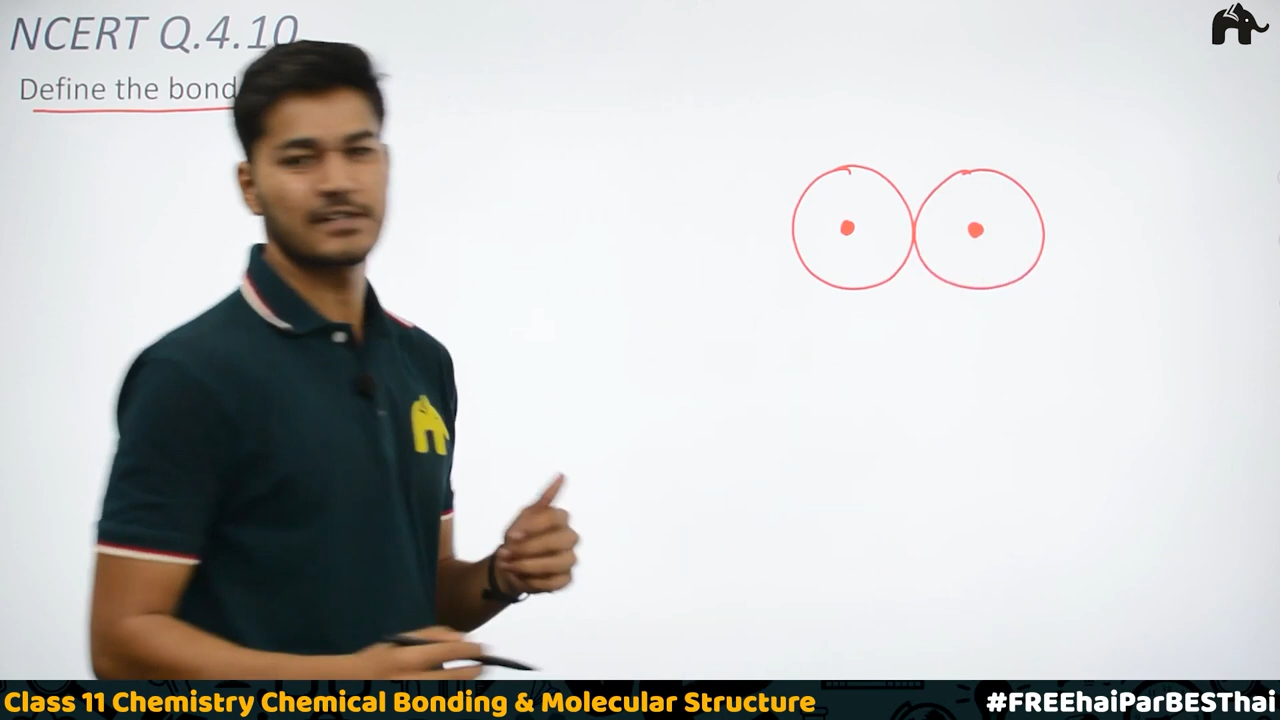 NCERT Q.4.10
Define the bond
Class 11 Chemistry Chemical Bonding & Molecular Structure
#FREEhaiParBESThai